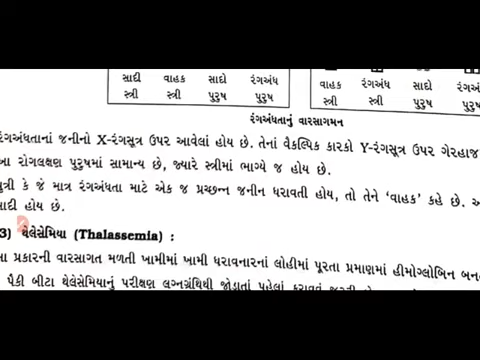 સાદી વાહક સાદો રંગઅંધ વાહક રંગઅંધ સાદો
સ્ત્રી સ્ત્રી પુરુષ પુરુષ સ્ત્રી સ્ત્રી પુરુષ
રંગઅંધતાનું વારસાગમન
રંગઅંધતાનાં જનીનો X-રંગસૂત્ર ઉપર આવેલાં હોય છે. તેનાં વૈકલ્પિક કારકો Y-રંગસૂત્ર ઉપર
આ રોગલક્ષણ પુરુષમાં સામાન્ય છે, જ્યારે સ્ત્રીમાં ભાગ્યે જ હોય છે.
કે જે માત્ર રંગઅંધતા માટે એક જ પ્રચ્છન્ન જનીન ધરાવતી હોય, તો તેને ‘વાહક’ કહે છે.
સાદી હોય છે.
3) થેલેસેમિયા (Thalassemia) :
આ પ્રકારની વારસાગત મળતી ખામીમાં ખામી ધરાવનારનાં લોહીમાં પૂરતા પ્રમાણમાં હીમોગ્લોબિન
પૈકી બીટા થેલેસેમિયાનું પરીક્ષણ લગ્નગ્રંથિથી જોડાતાં પહેલાં